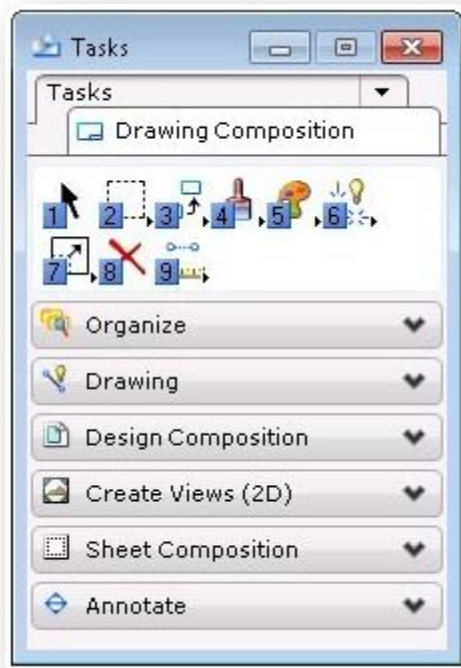 Tasks
Tasks
Drawing Composition
1 2 3 4 5 6
7 8 9
Organize
Drawing
Design Composition
Create Views (2D)
Sheet Composition
Annotate